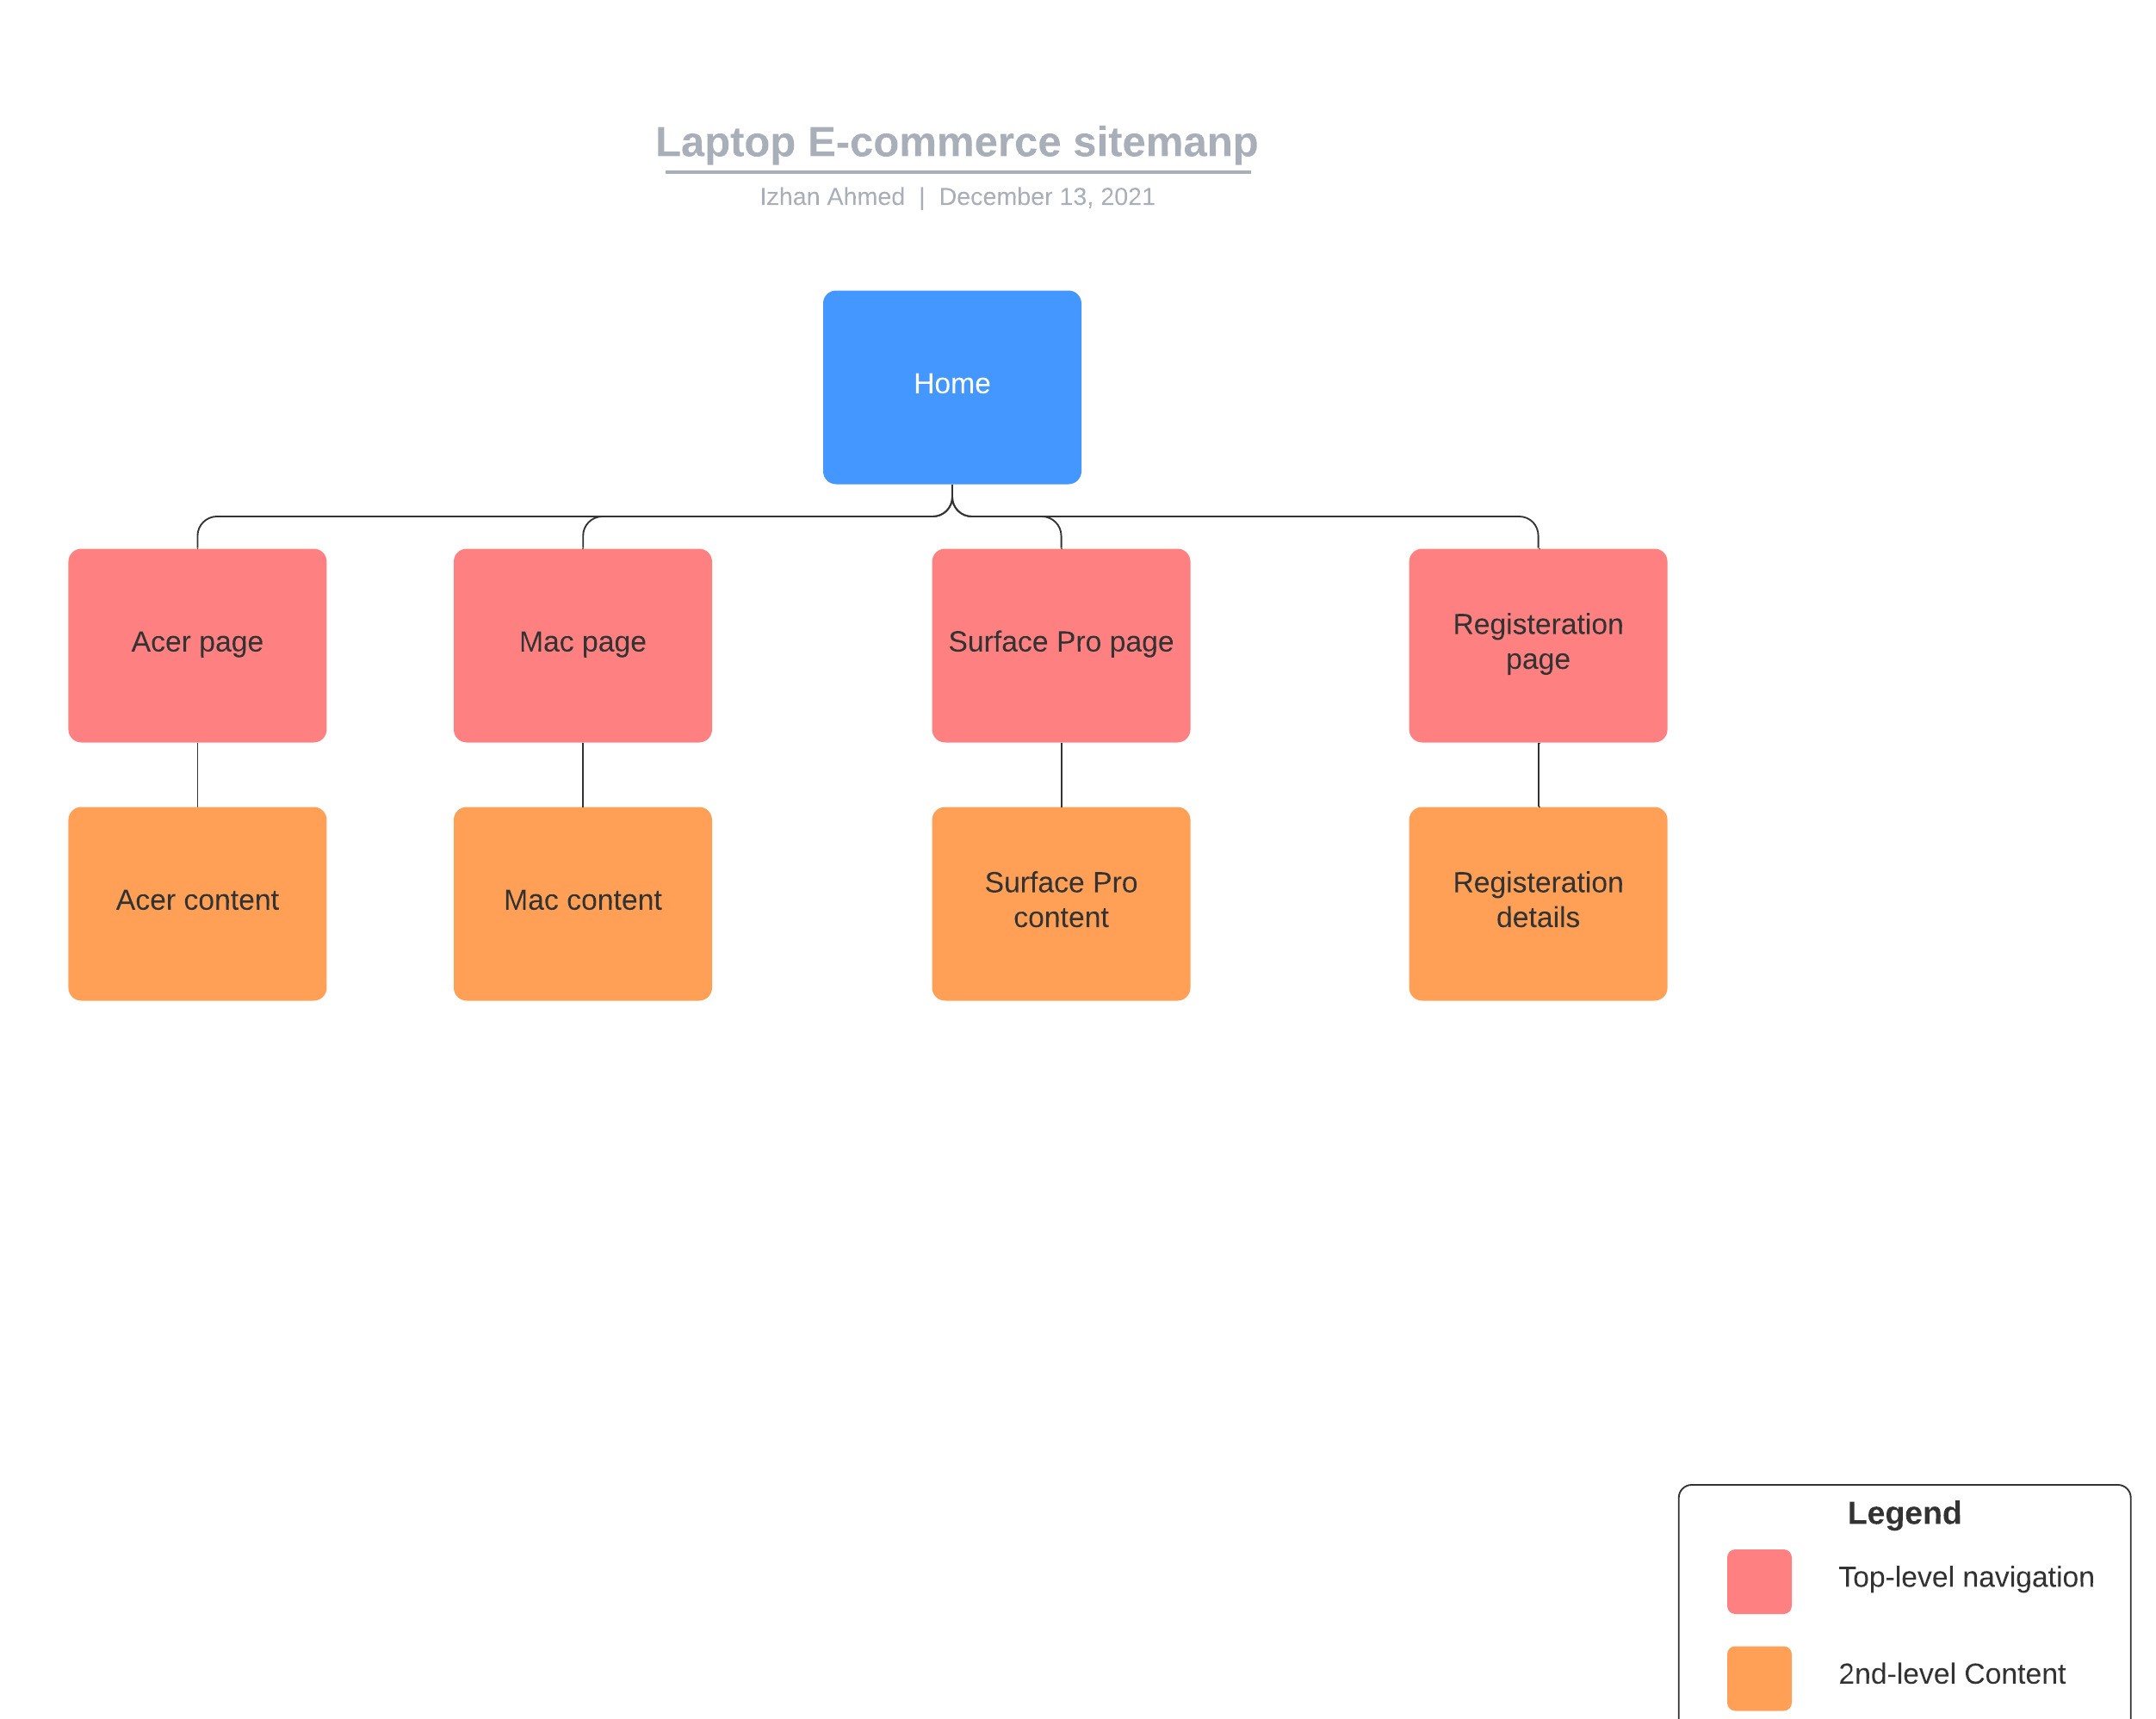 Laptop E-commerce sitemanp
Izhan Ahmed | December 13, 2021
Home
Acer page
Mac page
Surface Pro page
Registeration
page
Acer content
Mac content
Surface Pro
content
Registeration
details
Legend
Top-level navigation
2nd-level Content